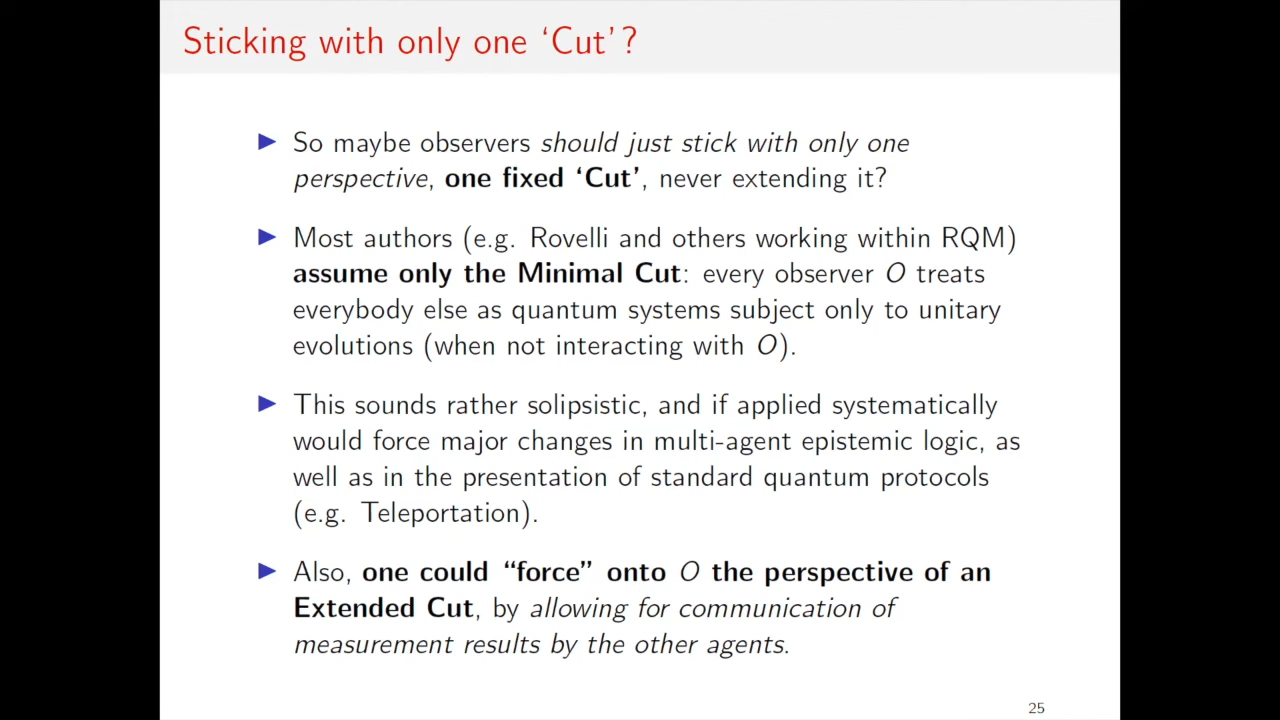 Sticking with only one ‘Cut’?
▶ So maybe observers should just stick with only one
perspective, one fixed ‘Cut’, never extending it?
▶ Most authors (e.g. Rovelli and others working within RQM)
assume only the Minimal Cut: every observer O treats
everybody else as quantum systems subject only to unitary
evolutions (when not interacting with O).
▶ This sounds rather solipsistic, and if applied systematically
would force major changes in multi-agent epistemic logic, as
well as in the presentation of standard quantum protocols
(e.g. Teleportation).
▶ Also, one could “force” onto O the perspective of an
Extended Cut, by allowing for communication of
measurement results by the other agents.
25